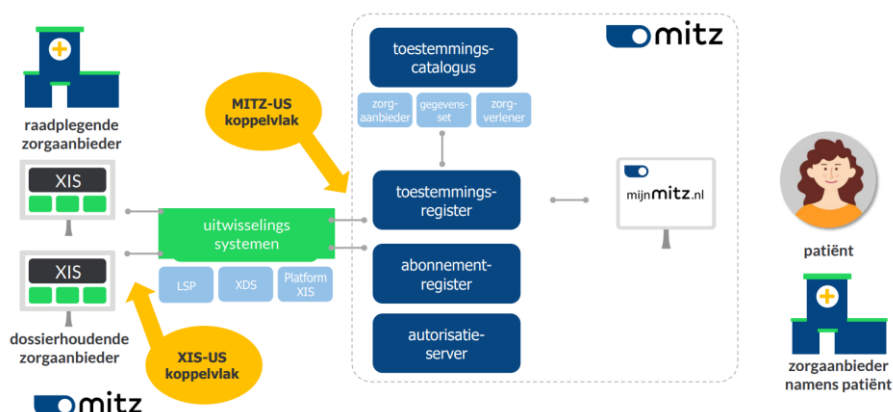 mitz
toestemmings-
catalogus
zorg-
aanbieder
gegevens-
set
zorg-
verlener
MITZ-US
koppelvlak
raadplegende
zorgaanbieder
XIS
toestemmings-
register
mijnmitz.nl
uitwisselings
systemen
patiënt
XIS
LSP
XDS
Platform
XIS
abonnement-
register
dossierhoudende
zorgaanbieder
XIS-US
koppelvlak
autorisatie-
server
zorgaanbieder
namens patiënt
mitz